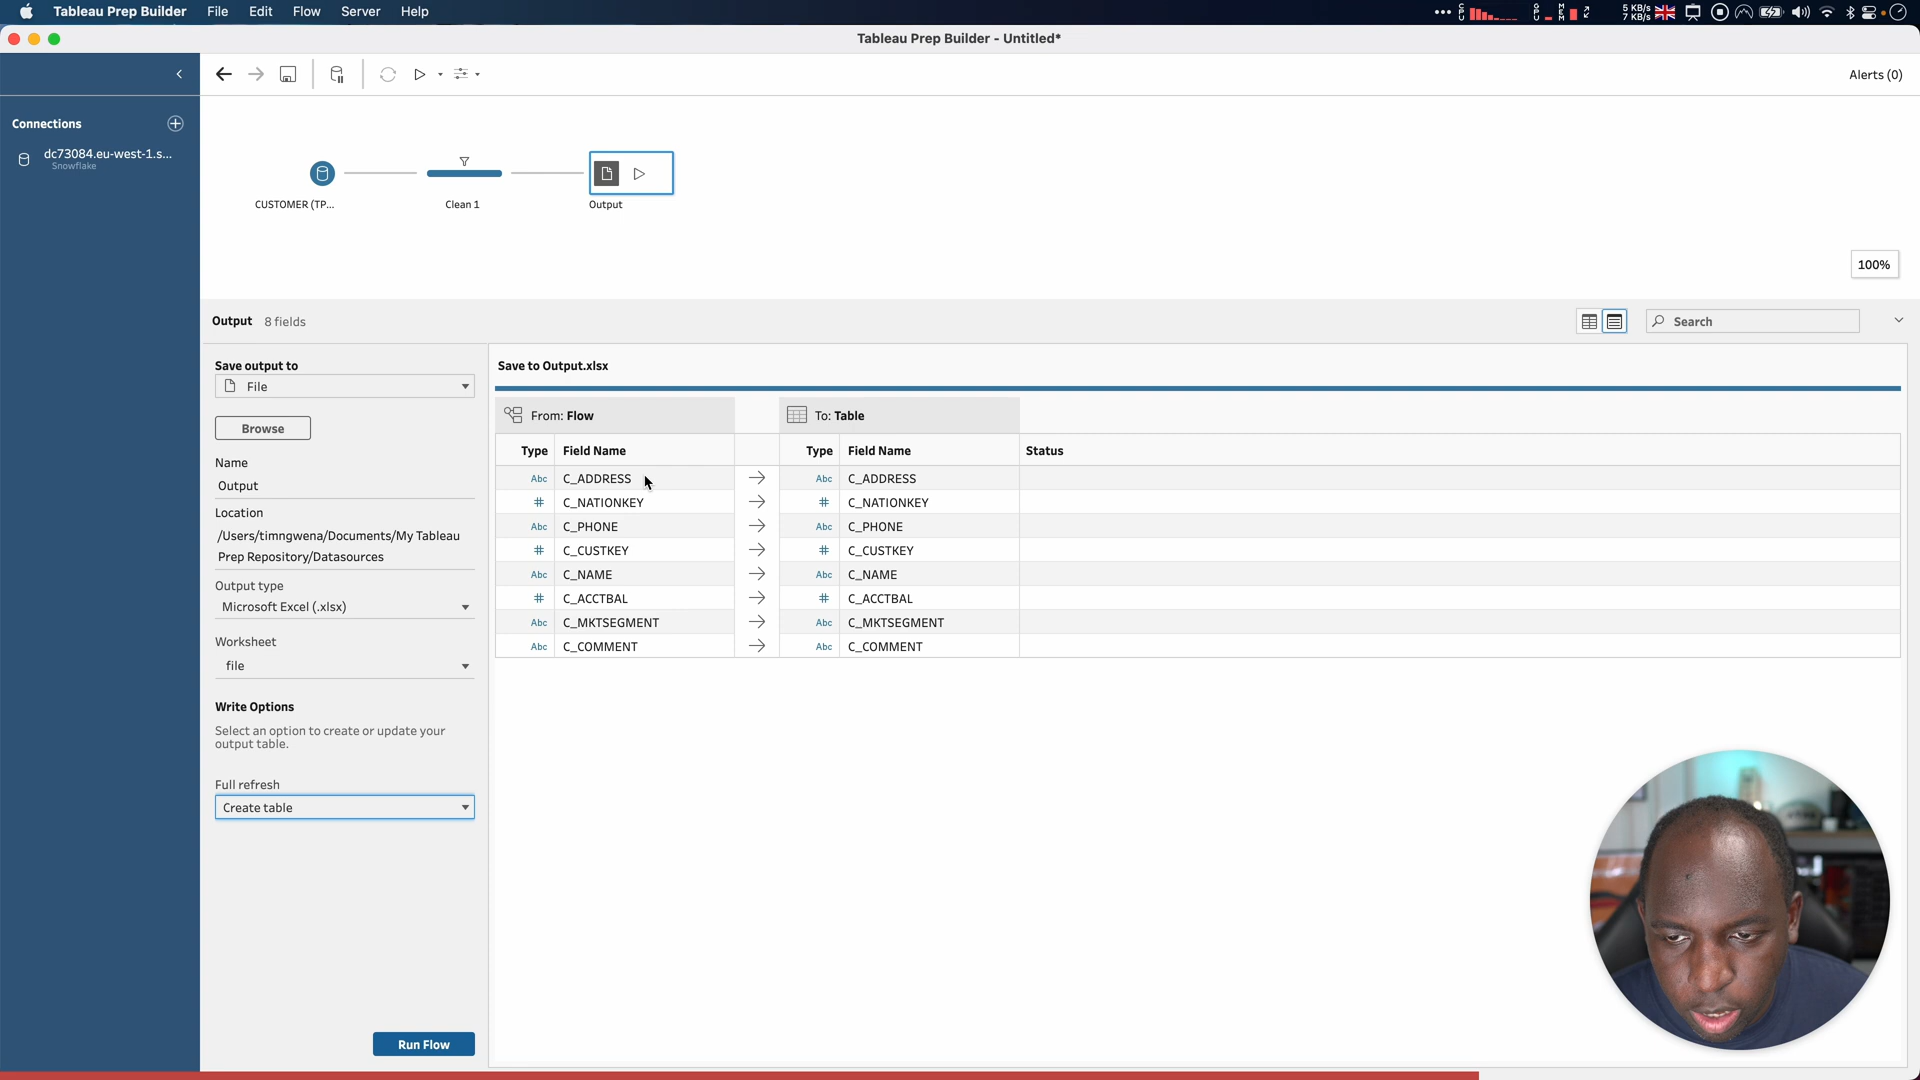 Tableau Prep Builder File Edit Flow Server Help
5 KB/s
7 KB/s
Tableau Prep Builder - Untitled*
Alerts (0)
Connections
dc73084.eu-west-1.s...
Snowflake
CUSTOMER (TP...
Clean 1
Output
100%
Output 8 fields
Search
Save output to
File
Browse
Name
Output
Location
/Users/timngwena/Documents/My Tableau
Prep Repository/Datasources
Output type
Microsoft Excel (.xlsx)
Worksheet
file
Write Options
Select an option to create or update your
output table.
Full refresh
Create table
Run Flow
Save to Output.xlsx
From: Flow To: Table
Type Field Name Type Field Name Status
Abc C_ADDRESS Abc C_ADDRESS
# C_NATIONKEY # C_NATIONKEY
Abc C_PHONE Abc C_PHONE
# C_CUSTKEY # C_CUSTKEY
Abc C_NAME Abc C_NAME
# C_ACCTBAL # C_ACCTBAL
Abc C_MKTSEGMENT Abc C_MKTSEGMENT
Abc C_COMMENT Abc C_COMMENT